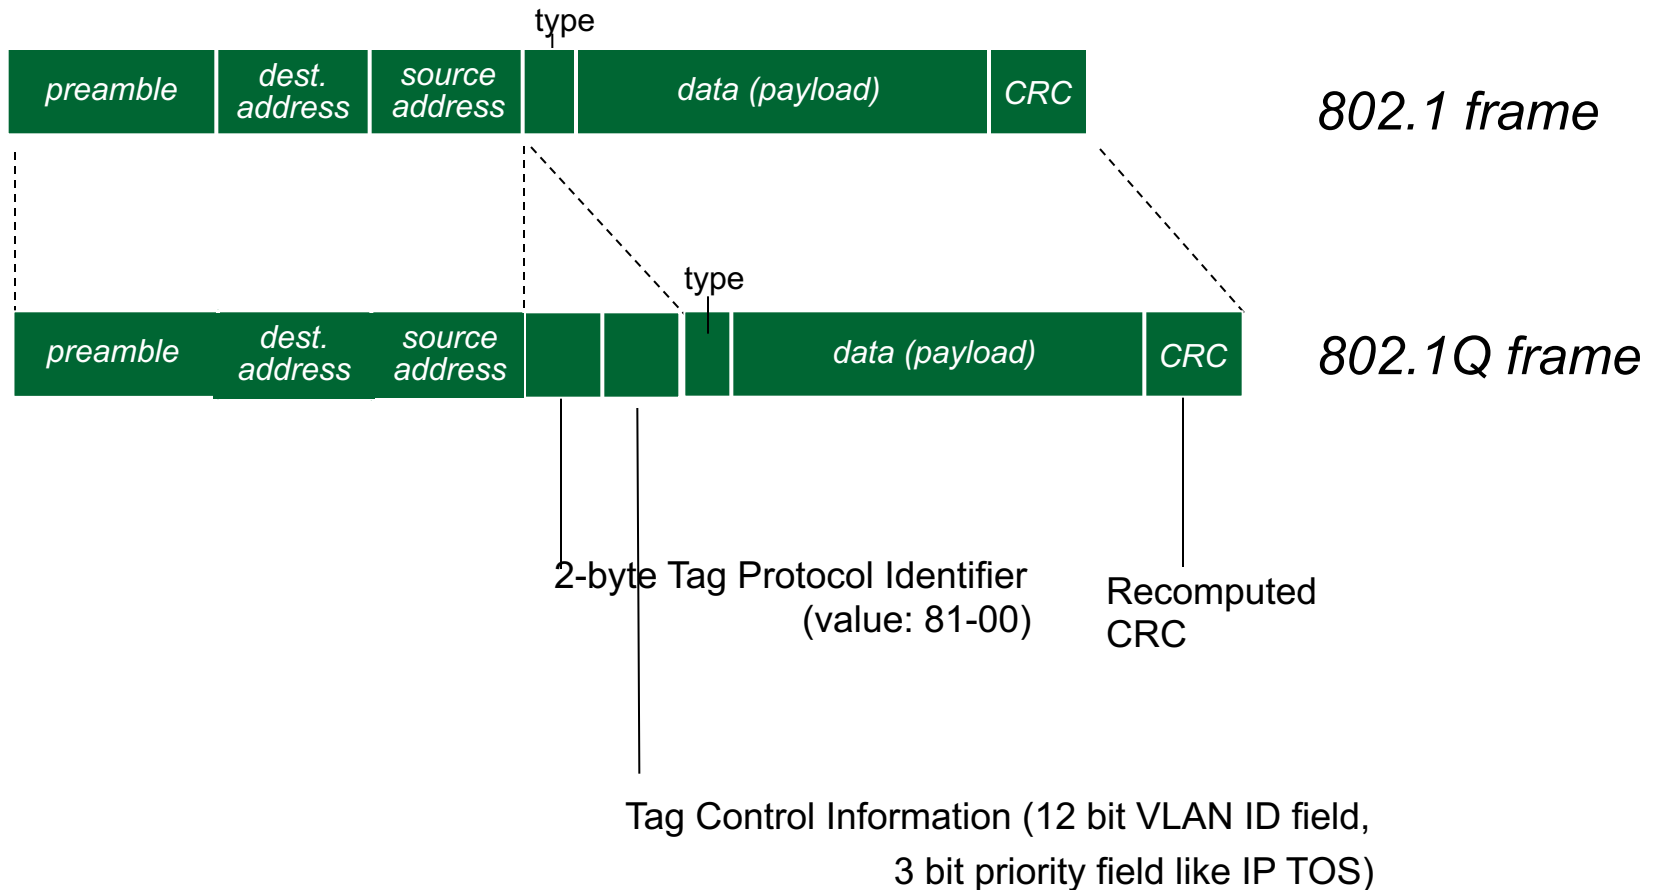 type
preamble
dest.
address
source
address
data (payload)
CRC
802.1 frame
type
preamble
dest.
address
source
address
data (payload)
CRC
802.1Q frame
2-byte Tag Protocol Identifier
(value: 81-00)
Recomputed
CRC
Tag Control Information (12 bit VLAN ID field,
3 bit priority field like IP TOS)